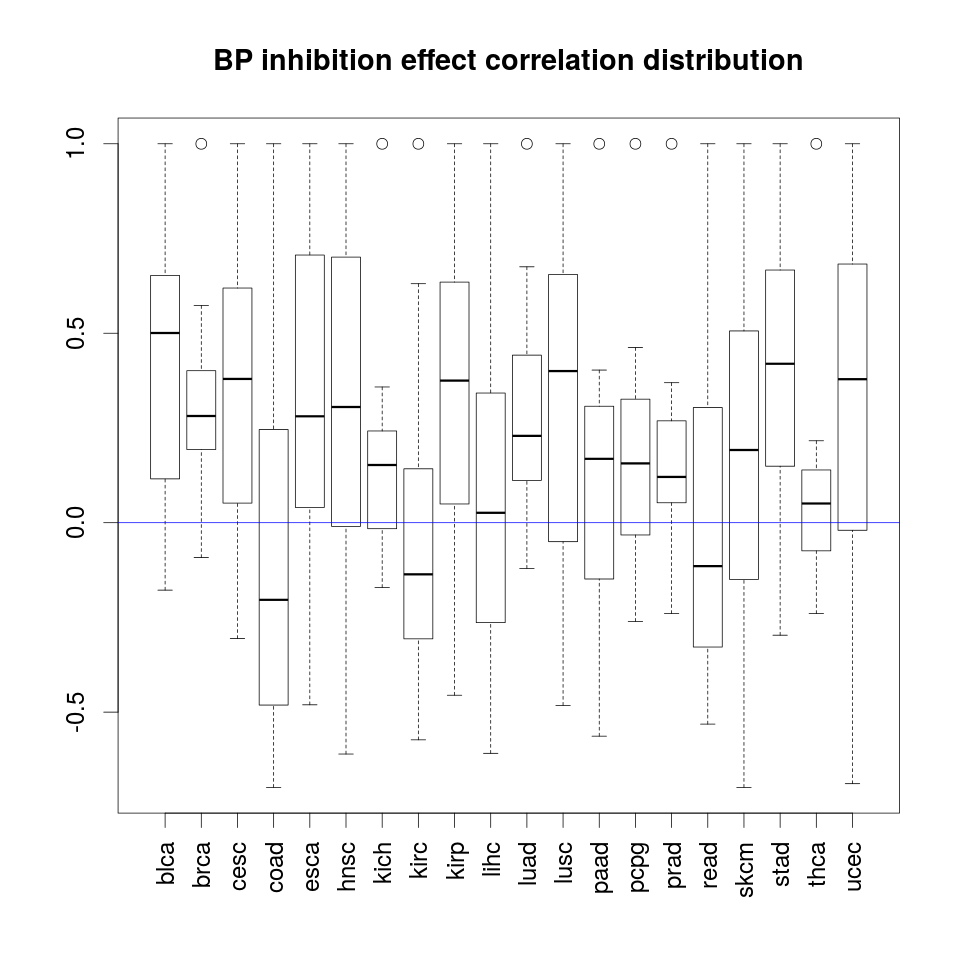 BP inhibition effect correlation distribution
1.0
0.5
0.0
-0.5
blca
brca
cesc
coad
esca
hnsc
kich
kirc
kirp
lihc
luad
lusc
paad
pcpg
prad
read
skcm
stad
thca
ucec